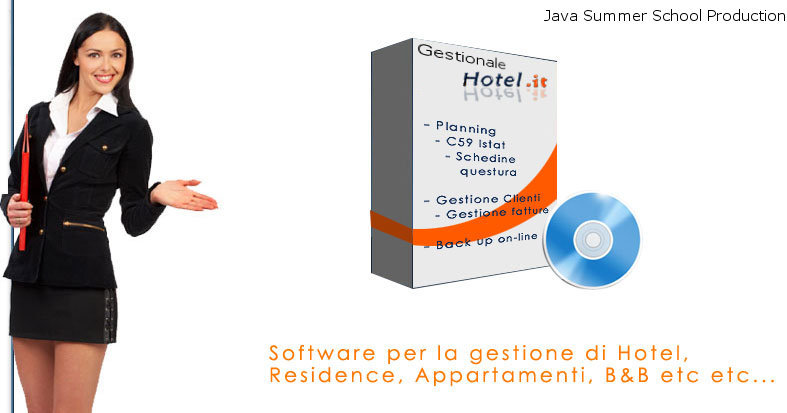 Java Summer School Production
Gestionale
Hotel.it
- Planning
- C59 Istat
- Schedine
questura
- Gestione Clienti
- Gestione fatture
- Back up on-line
Software per la gestione di Hotel,
Residence, Appartamenti, B&B etc etc...